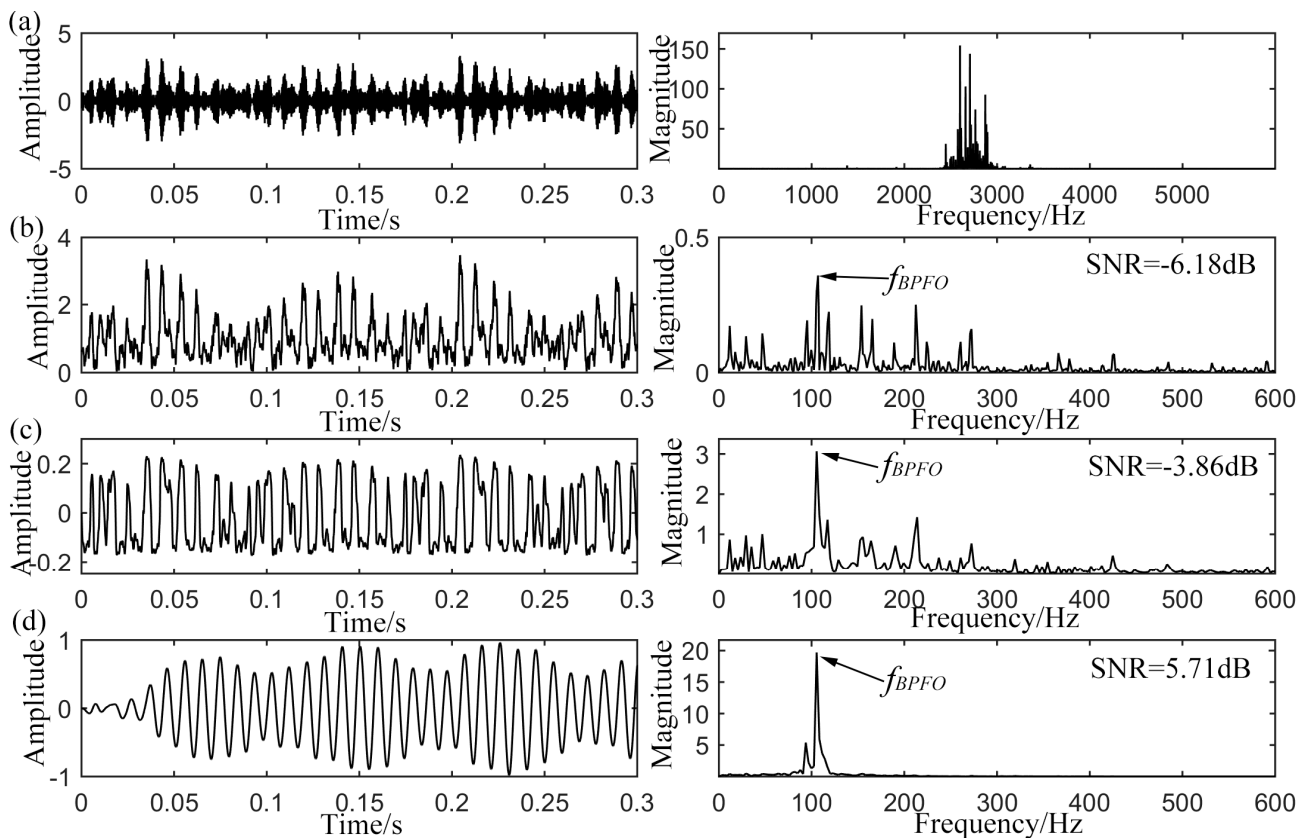 (a)
Amplitude
5
0
-5
0 0.05 0.1 0.15 0.2 0.25 0.3
Time/s
Magnitude
150
100
50
1000 2000 3000 4000 5000
Frequency/Hz
(b)
Amplitude
4
2
0
0 0.05 0.1 0.15 0.2 0.25 0.3
Time/s
Magnitude
0.5
0
SNR=-6.18dB
fBPFO
0 100 200 300 400 500 600
Frequency/Hz
(c)
Amplitude
0.2
0
-0.2
0 0.05 0.1 0.15 0.2 0.25 0.3
Time/s
Magnitude
3
2
1
SNR=-3.86dB
fBPFO
0 100 200 300 400 500 600
Frequency/Hz
(d)
Amplitude
1
0
-1
0 0.05 0.1 0.15 0.2 0.25 0.3
Time/s
Magnitude
20
15
10
5
SNR=5.71dB
fBPFO
0 100 200 300 400 500 600
Frequency/Hz